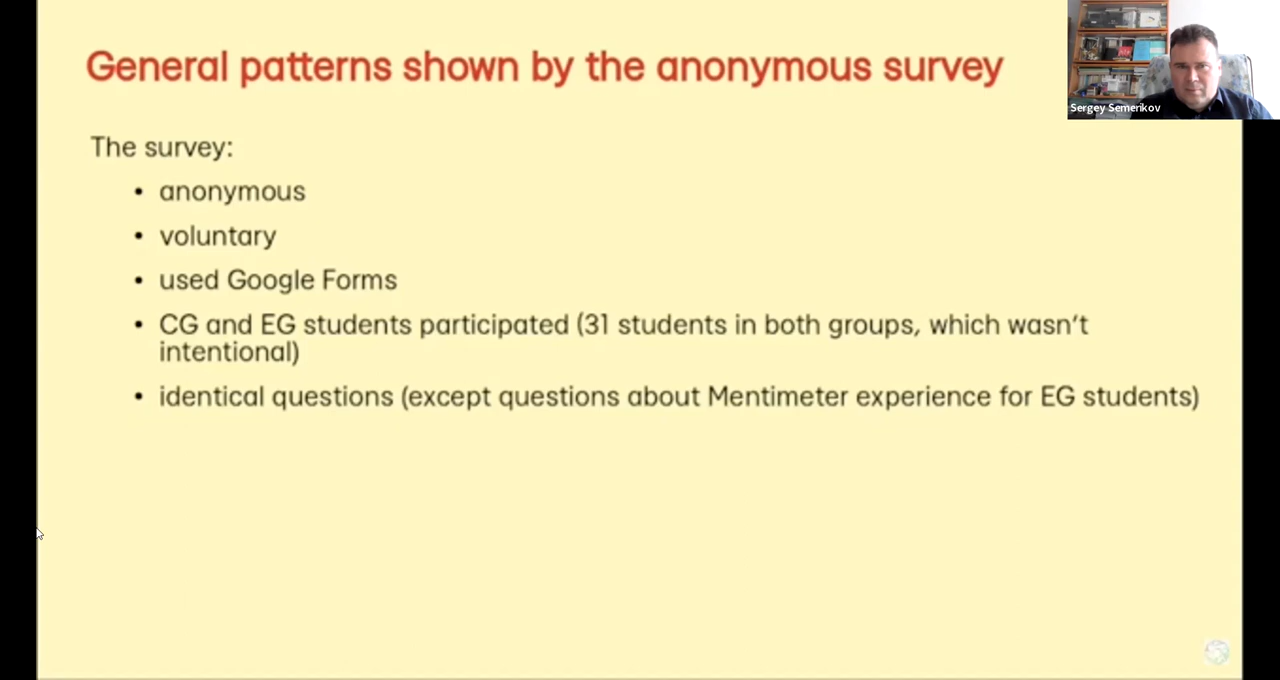 General patterns shown by the anonymous survey
Sergey Semerikov
The survey:
• anonymous
• voluntary
• used Google Forms
• CG and EG students participated (31 students in both groups, which wasn't
intentional)
• identical questions (except questions about Mentimeter experience for EG students)